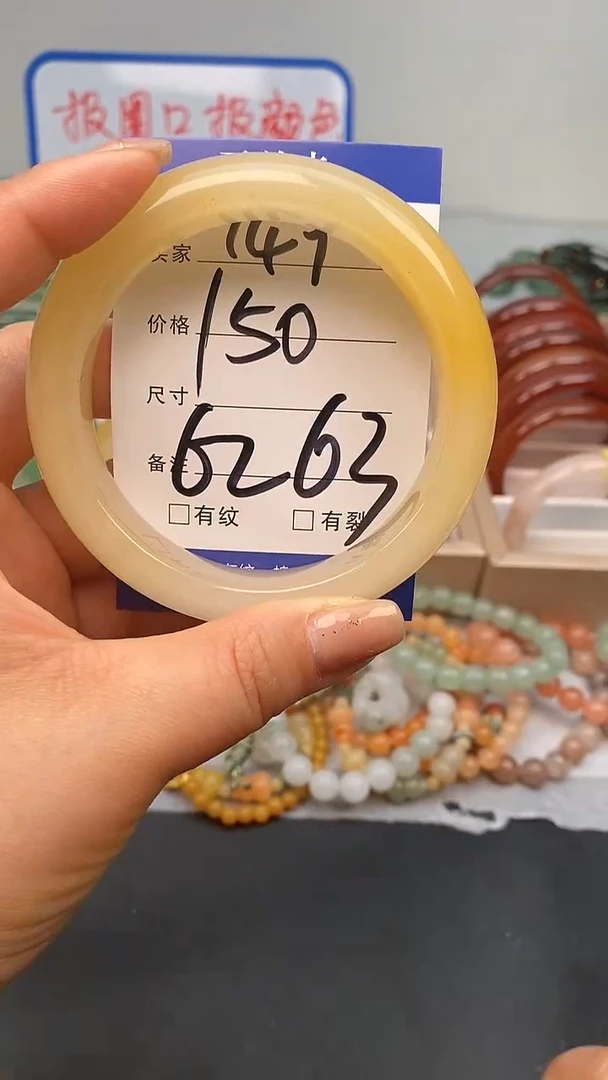 报圈口报颜色
卖家 147
价格 150
尺寸
备注 62 63
□有纹 □有裂